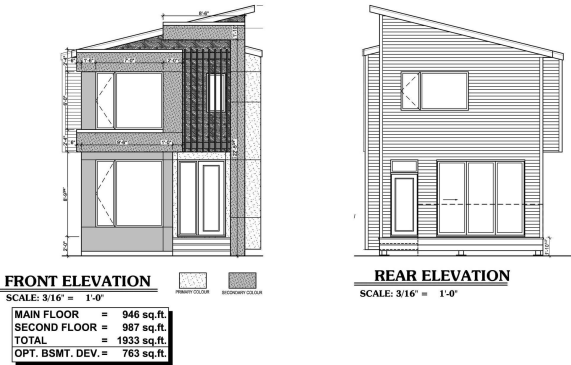 8'-6"
FRONT ELEVATION
SCALE: 3/16" = 1'-0"
PRIMARY COLOUR
SECONDARY COLOUR
MAIN FLOOR = 946 sq.ft.
SECOND FLOOR = 987 sq.ft.
TOTAL = 1933 sq.ft.
OPT. BSMT. DEV. = 763 sq.ft.
REAR ELEVATION
SCALE: 3/16" = 1'-0"